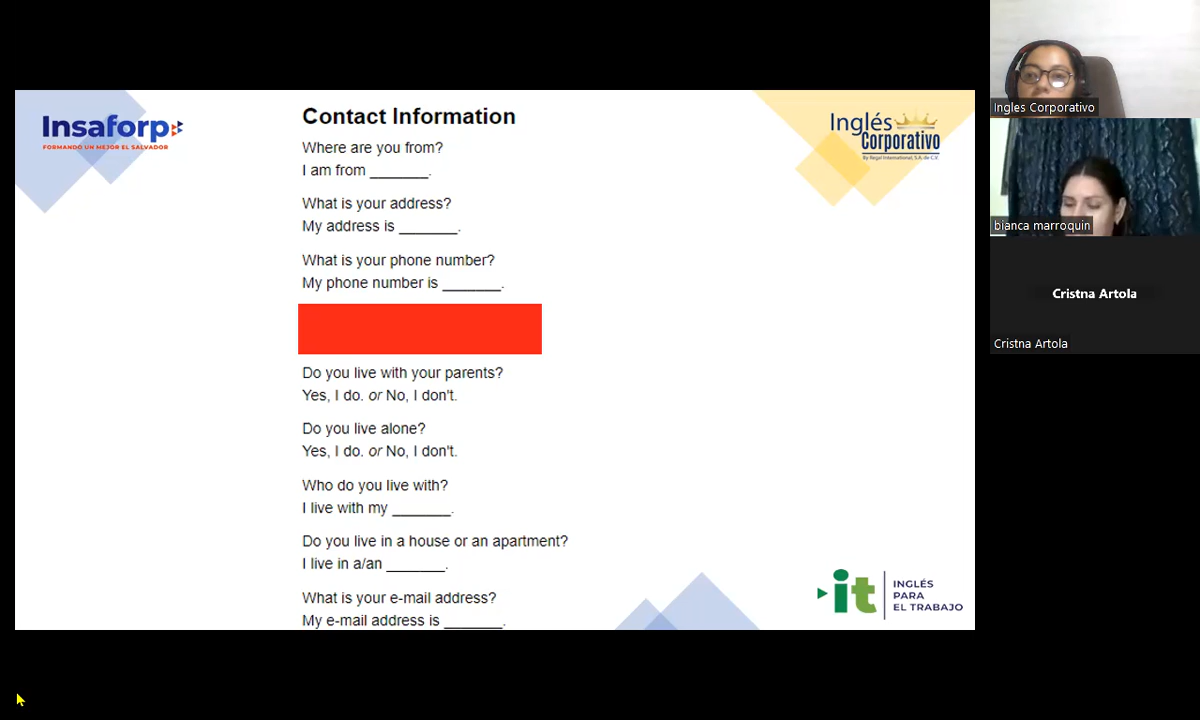 Insaforp
FORMANDO UN MEJOR EL SALVADOR
Contact Information
Where are you from?
I am from _______.
What is your address?
My address is _______.
What is your phone number?
My phone number is _______.
Do you live with your parents?
Yes, I do. or No, I don't.
Do you live alone?
Yes, I do. or No, I don't.
Who do you live with?
I live with my _______.
Do you live in a house or an apartment?
I live in a/an _______.
What is your e-mail address?
My e-mail address is _______.
Inglés
Corporativo
By Regal International, S.A. de C.V.
it
INGLÉS
PARA
EL TRABAJO
Ingles Corporativo
bianca marroquin
Cristna Artola
Cristna Artola